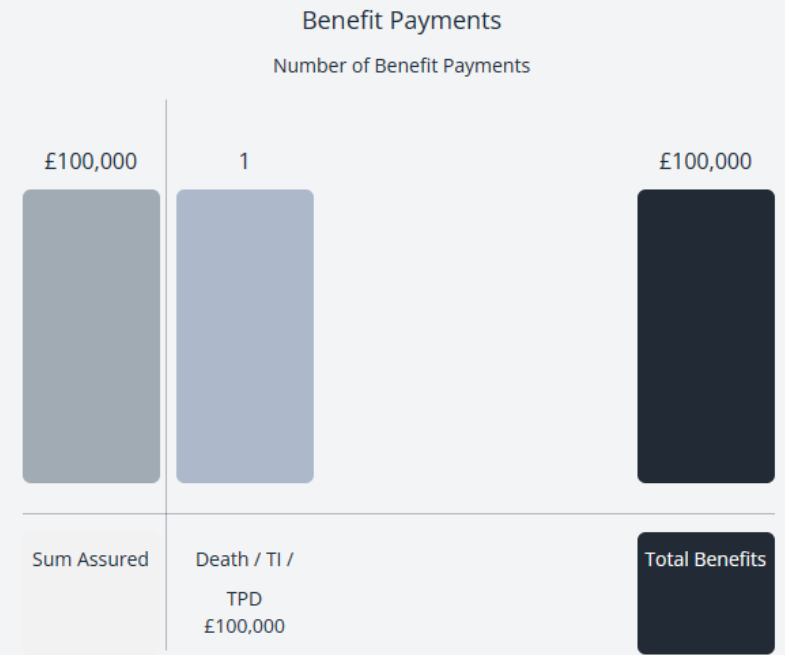 Benefit Payments
Number of Benefit Payments
£100,000
1
£100,000
Sum Assured
Death / TI /
TPD
£100,000
Total Benefits